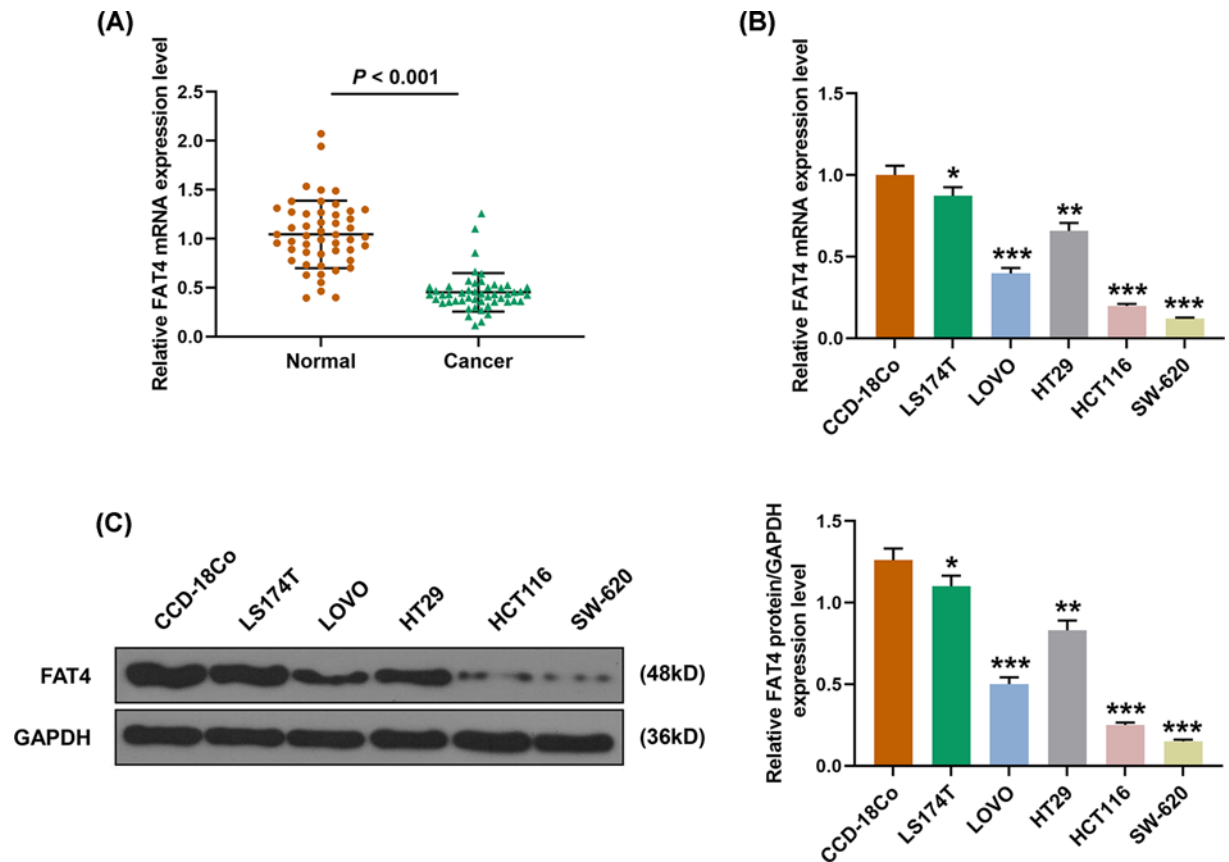 (A)
Relative FAT4 mRNA expression level
P < 0.001
2.5
2.0
1.5
1.0
0.5
0.0
Normal Cancer
(B)
Relative FAT4 mRNA expression level
1.5
1.0
0.5
0.0
*
***
**
***
***
CCD-18Co LS174T LOVO HT29 HCT116 SW-620
(C)
CCD-18Co LS174T LOVO HT29 HCT116 SW-620
FAT4 (48kD)
GAPDH (36kD)
Relative FAT4 protein/GAPDH
expression level
1.5
1.0
0.5
0.0
*
***
**
***
***
CCD-18Co LS174T LOVO HT29 HCT116 SW-620